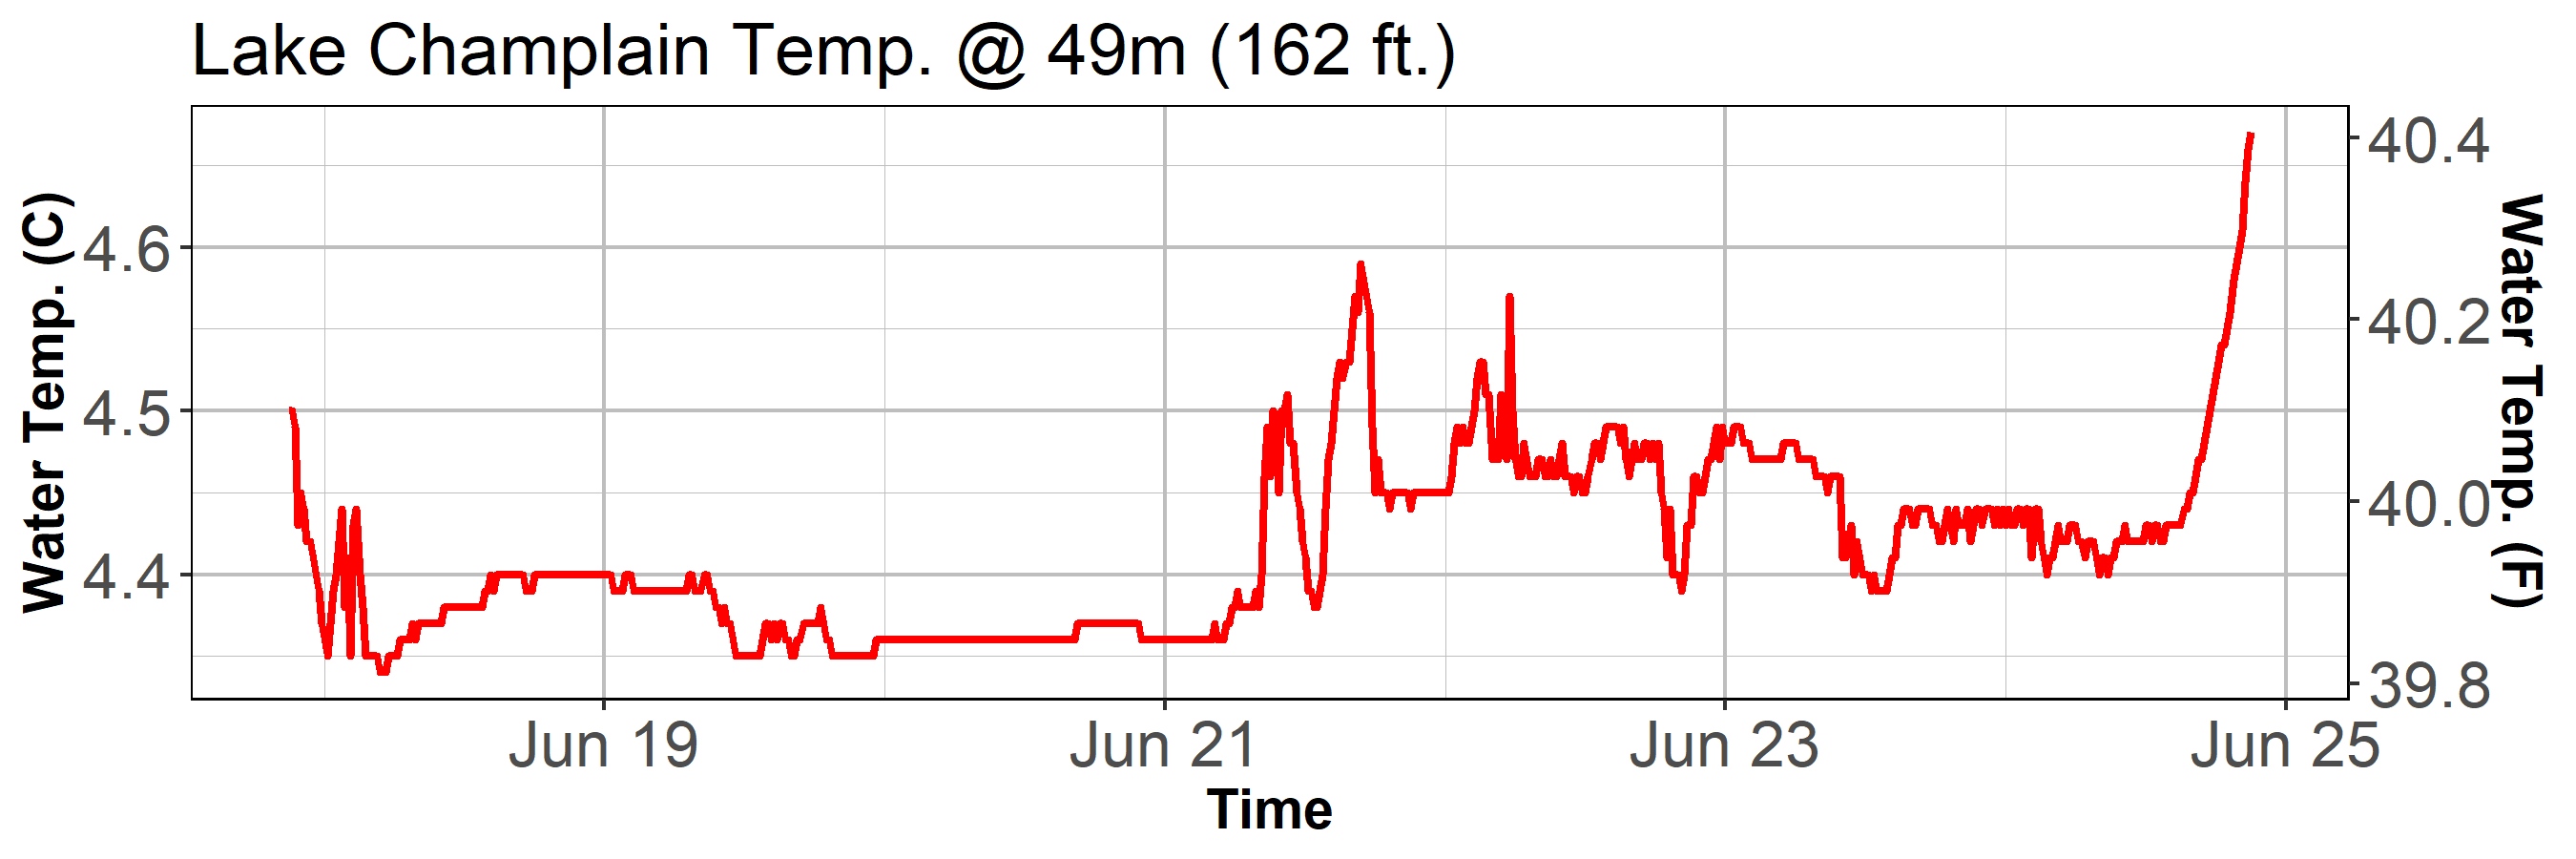 Lake Champlain Temp. @ 49m (162 ft.)
Water Temp. (C)
4.6
4.5
4.4
40.4
40.2
40.0
39.8
Water Temp. (F)
Jun 19 Jun 21 Jun 23 Jun 25
Time